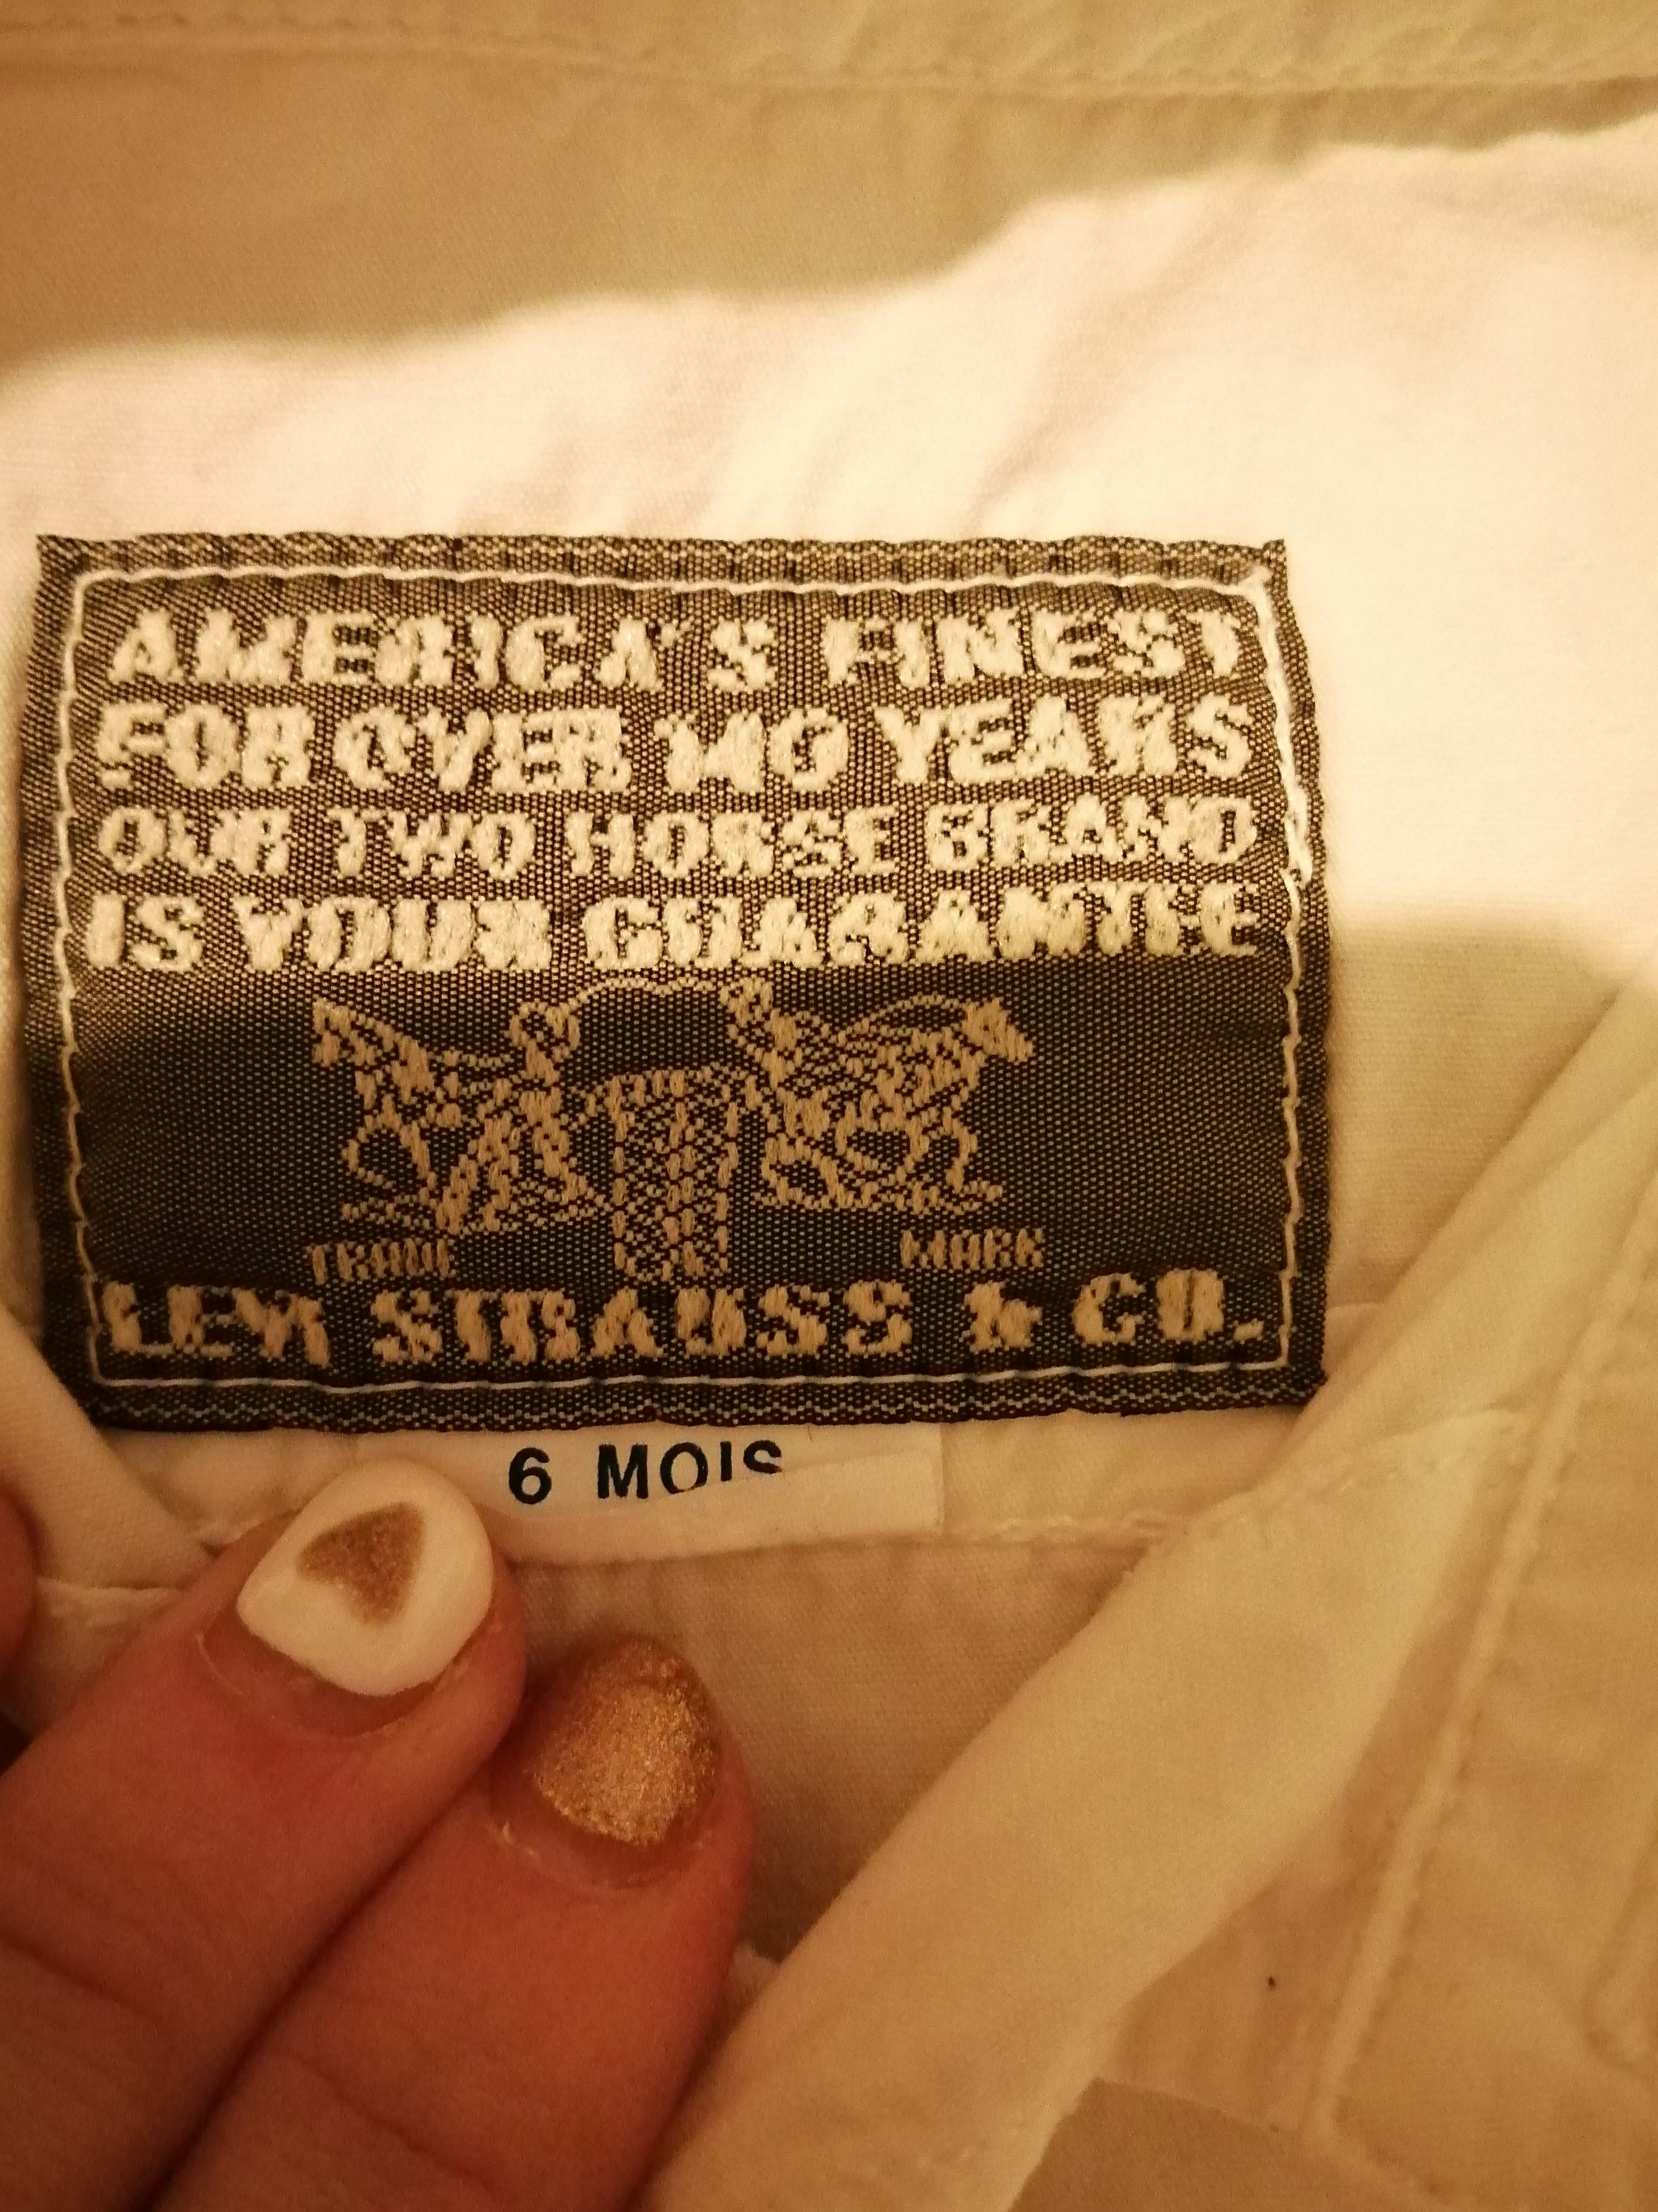 AMERICA'S FINEST
FOR OVER 140 YEARS
OUR TWO HORSE BRAND
IS YOUR GUARANTEE
TRADE MARK
LEVI STRAUSS & CO.
6 MOIS